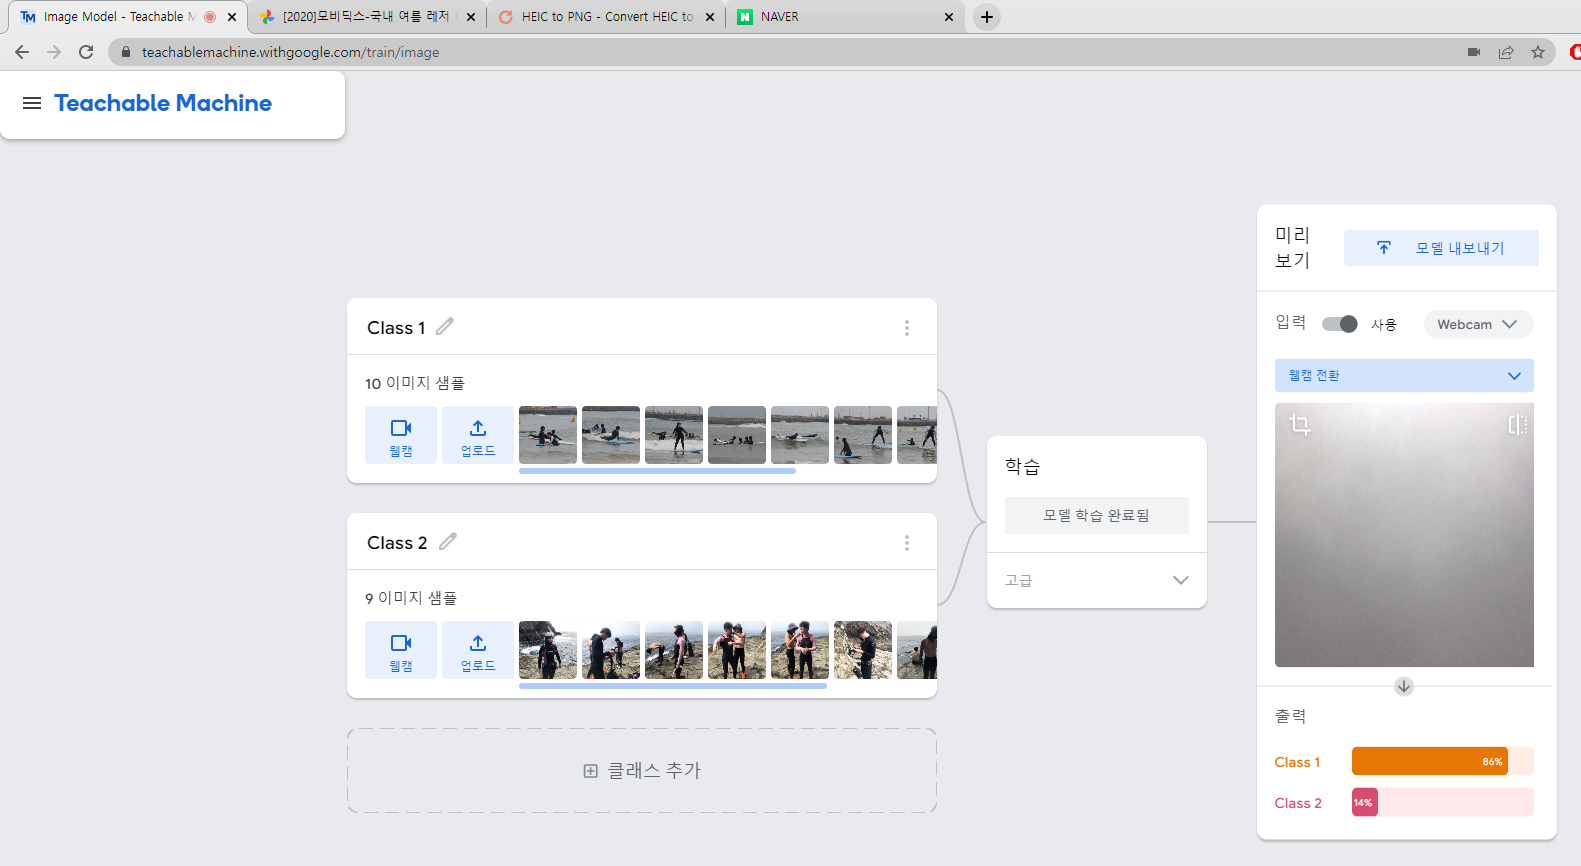 Image Model - Teachable M
[2020]모비딕스-국내 여름 레저
HEIC to PNG - Convert HEIC to
NAVER
teachablemachine.withgoogle.com/train/image
Teachable Machine
Class 1
10 이미지 샘플
웹캠
업로드
Class 2
9 이미지 샘플
웹캠
업로드
클래스 추가
학습
모델 학습 완료됨
고급
미리
보기
모델 내보내기
입력
사용
Webcam
웹캠 전환
출력
Class 1
86%
Class 2
14%